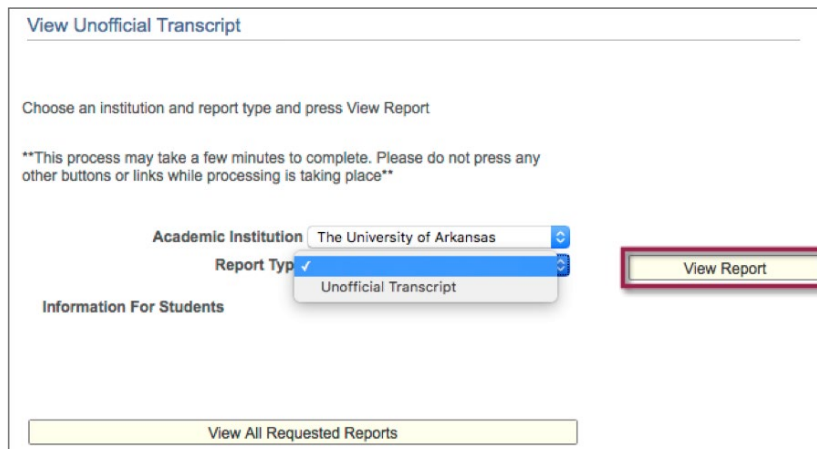 View Unofficial Transcript
Choose an institution and report type and press View Report
**This process may take a few minutes to complete. Please do not press any
other buttons or links while processing is taking place**
Academic Institution The University of Arkansas
Report Typ
Unofficial Transcript
View Report
Information For Students
View All Requested Reports